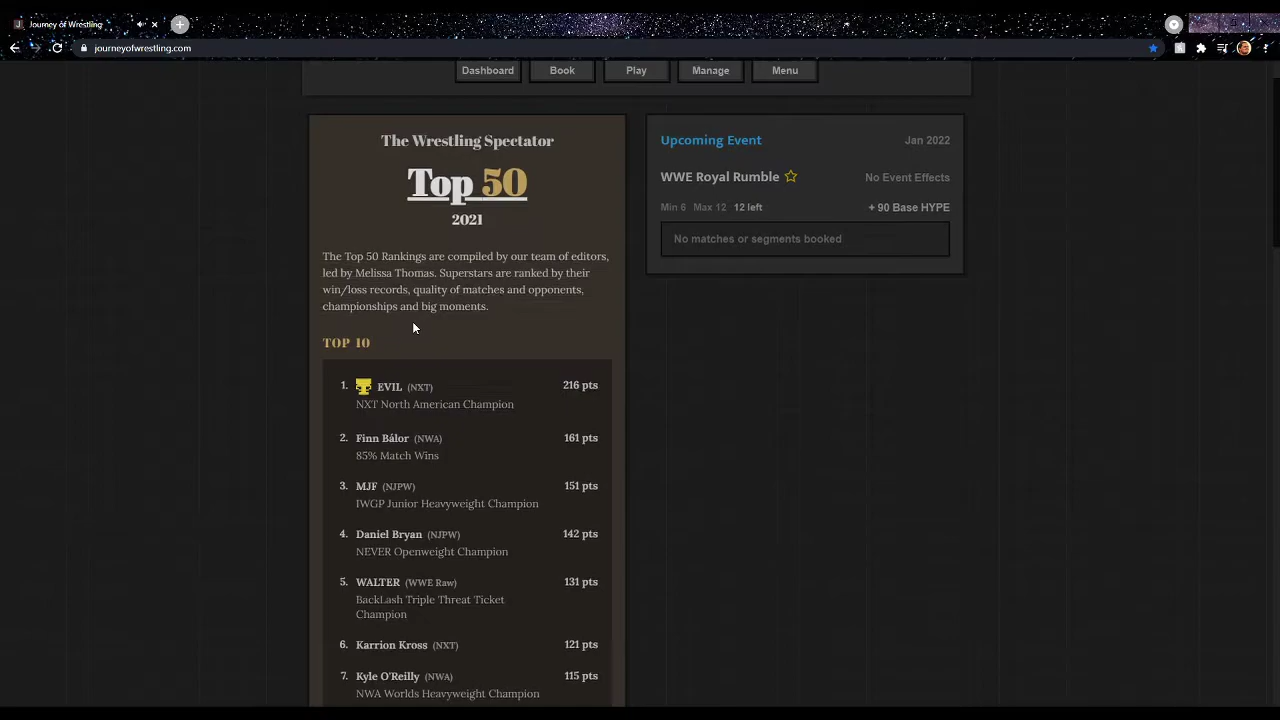 Journey of Wrestling
journeyofwrestling.com
Dashboard
Book
Play
Manage
Menu
The Wrestling Spectator
Top 50
2021
The Top 50 Rankings are compiled by our team of editors,
led by Melissa Thomas. Superstars are ranked by their
win/loss records, quality of matches and opponents,
championships and big moments.
TOP 10
1. EVIL (NXT) 216 pts
NXT North American Champion
2. Finn Bálor (NWA) 161 pts
85% Match Wins
3. MJF (NJPW) 151 pts
IWGP Junior Heavyweight Champion
4. Daniel Bryan (NJPW) 142 pts
NEVER Openweight Champion
5. WALTER (WWE Raw) 131 pts
BackLash Triple Threat Ticket
Champion
6. Karrion Kross (NXT) 121 pts
7. Kyle O'Reilly (NWA) 115 pts
NWA Worlds Heavyweight Champion
Upcoming Event Jan 2022
WWE Royal Rumble No Event Effects
Min 6 Max 12 12 left + 90 Base HYPE
No matches or segments booked